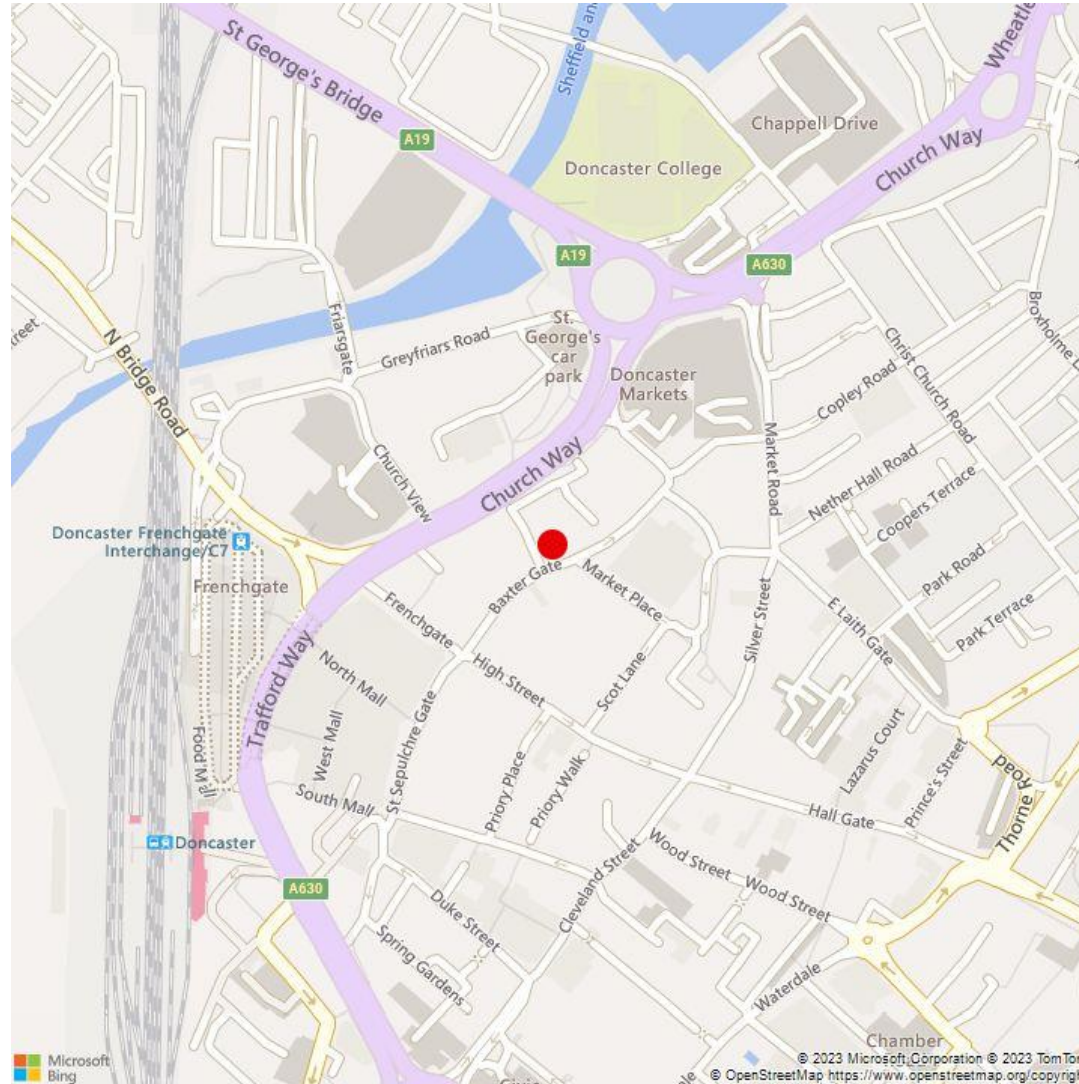 St George's Bridge
A19
Sheffield an
Wheatle
Chappell Drive
Church Way
Doncaster College
A19
A630
N Bridge Road
Friarsgate
Greyfriars Road
St.
George's
car
park
Doncaster
Markets
Christ Church Road
Copley Road
Market Road
Nether Hall Road
Coopers Terrace
Church View
Church Way
Doncaster Frenchgate
Interchange/C7
Frenchgate
Baxter Gate
Market Place
Silver Street
E Laith Gate
Park Road
Park Terrace
Frenchgate
High Street
Scot Lane
North Mall
West Mall
Trafford Way
Food Mall
St Sepulchre Gate
South Mall
Priory Place
Priory Walk
Lazarus Court
Prince's Street
Thorne Road
Hall Gate
Doncaster
A630
Wood Street
Wood Street
Cleveland Street
Duke Street
Spring Gardens
Waterdale
Chamber
Microsoft
Bing
© 2023 Microsoft Corporation © 2023 TomTo
© OpenStreetMap https://www.openstreetmap.org/copyrig